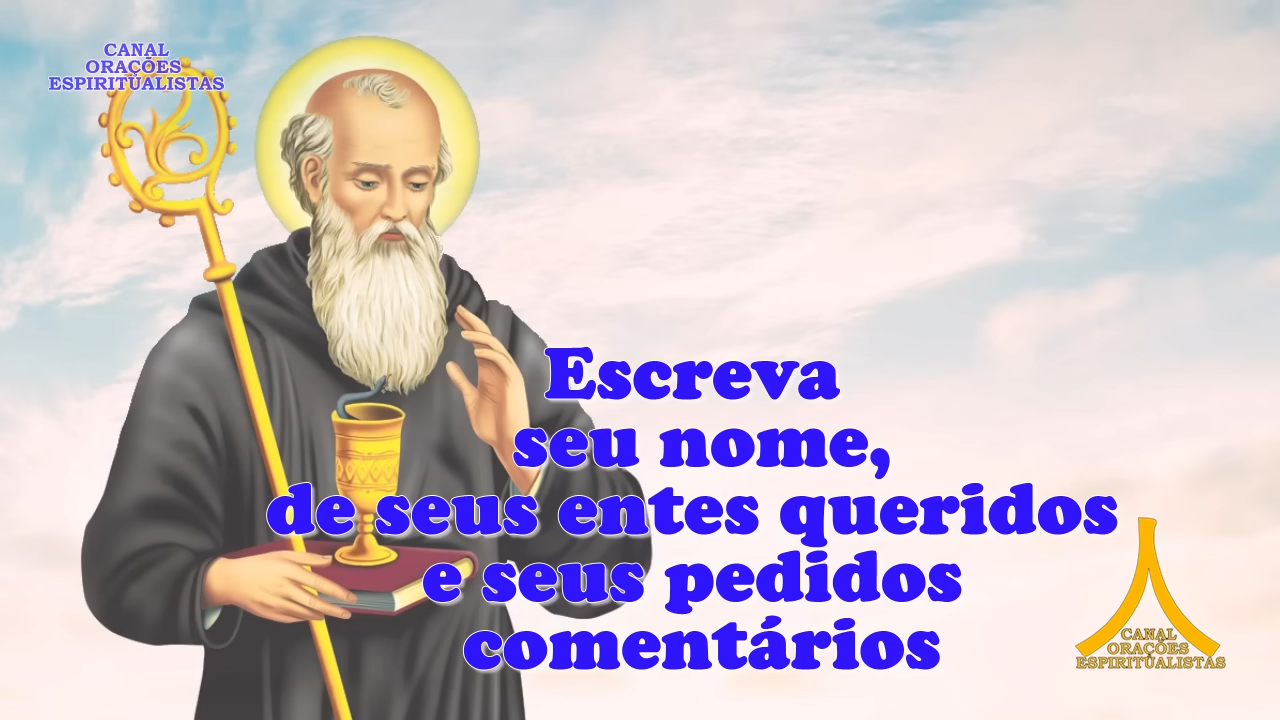 CANAL
ORAÇÕES
ESPIRITUALISTAS
Escreva
seu nome,
de seus entes queridos
e seus pedidos
comentários
CANAL
ORAÇÕES
ESPIRITUALISTAS